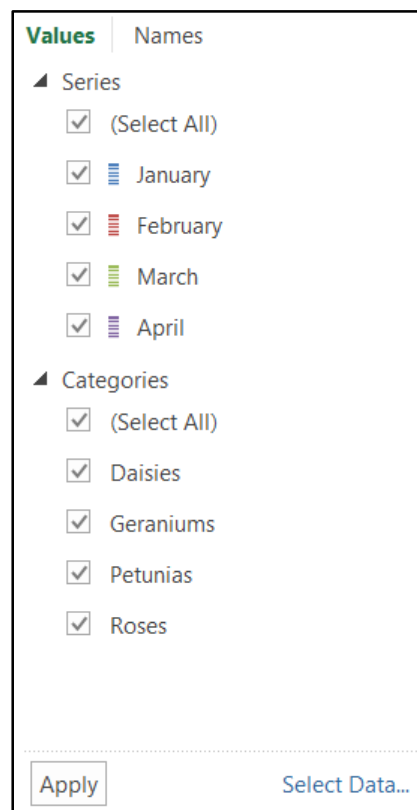 Values Names
Series
(Select All)
January
February
March
April
Categories
(Select All)
Daisies
Geraniums
Petunias
Roses
Apply Select Data...